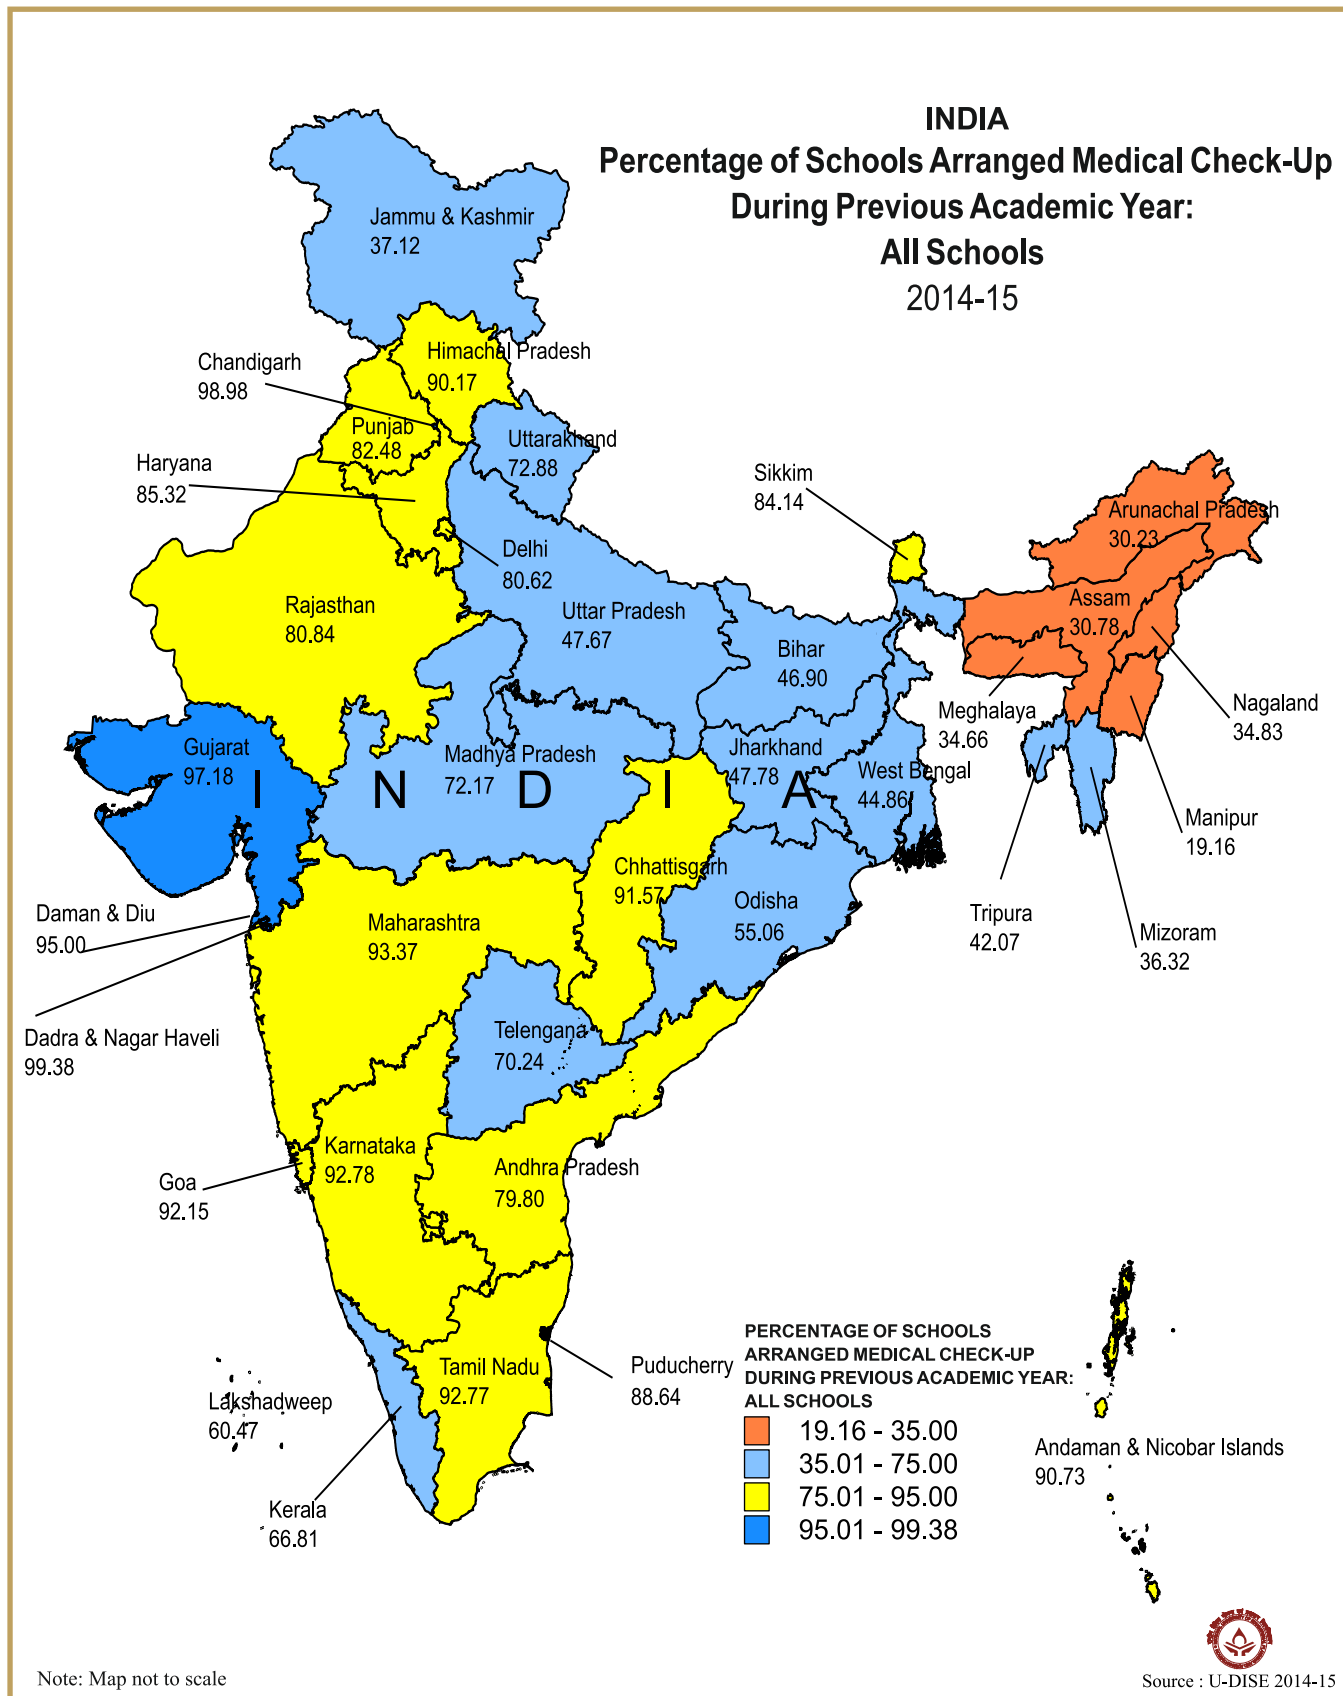 INDIA
Percentage of Schools Arranged Medical Check-Up
During Previous Academic Year:
All Schools
2014-15
Jammu & Kashmir
37.12
Himachal Pradesh
90.17
Chandigarh
98.98
Punjab
82.48
Uttarakhand
72.88
Haryana
85.32
Sikkim
84.14
Arunachal Pradesh
30.23
Delhi
80.62
Rajasthan
80.84
Uttar Pradesh
47.67
Assam
30.78
Bihar
46.90
Meghalaya
34.66
Nagaland
34.83
Gujarat
97.18
Madhya Pradesh
72.17
Jharkhand
47.78
West Bengal
44.86
I N D I A
Manipur
19.16
Chhattisgarh
91.57
Odisha
55.06
Daman & Diu
95.00
Maharashtra
93.37
Tripura
42.07
Mizoram
36.32
Dadra & Nagar Haveli
99.38
Telengana
70.24
Karnataka
92.78
Andhra Pradesh
79.80
Goa
92.15
Tamil Nadu
92.77
Puducherry
88.64
Lakshadweep
60.47
Kerala
66.81
Andaman & Nicobar Islands
90.73
PERCENTAGE OF SCHOOLS
ARRANGED MEDICAL CHECK-UP
DURING PREVIOUS ACADEMIC YEAR:
ALL SCHOOLS
19.16 - 35.00
35.01 - 75.00
75.01 - 95.00
95.01 - 99.38
Note: Map not to scale
Source : U-DISE 2014-15